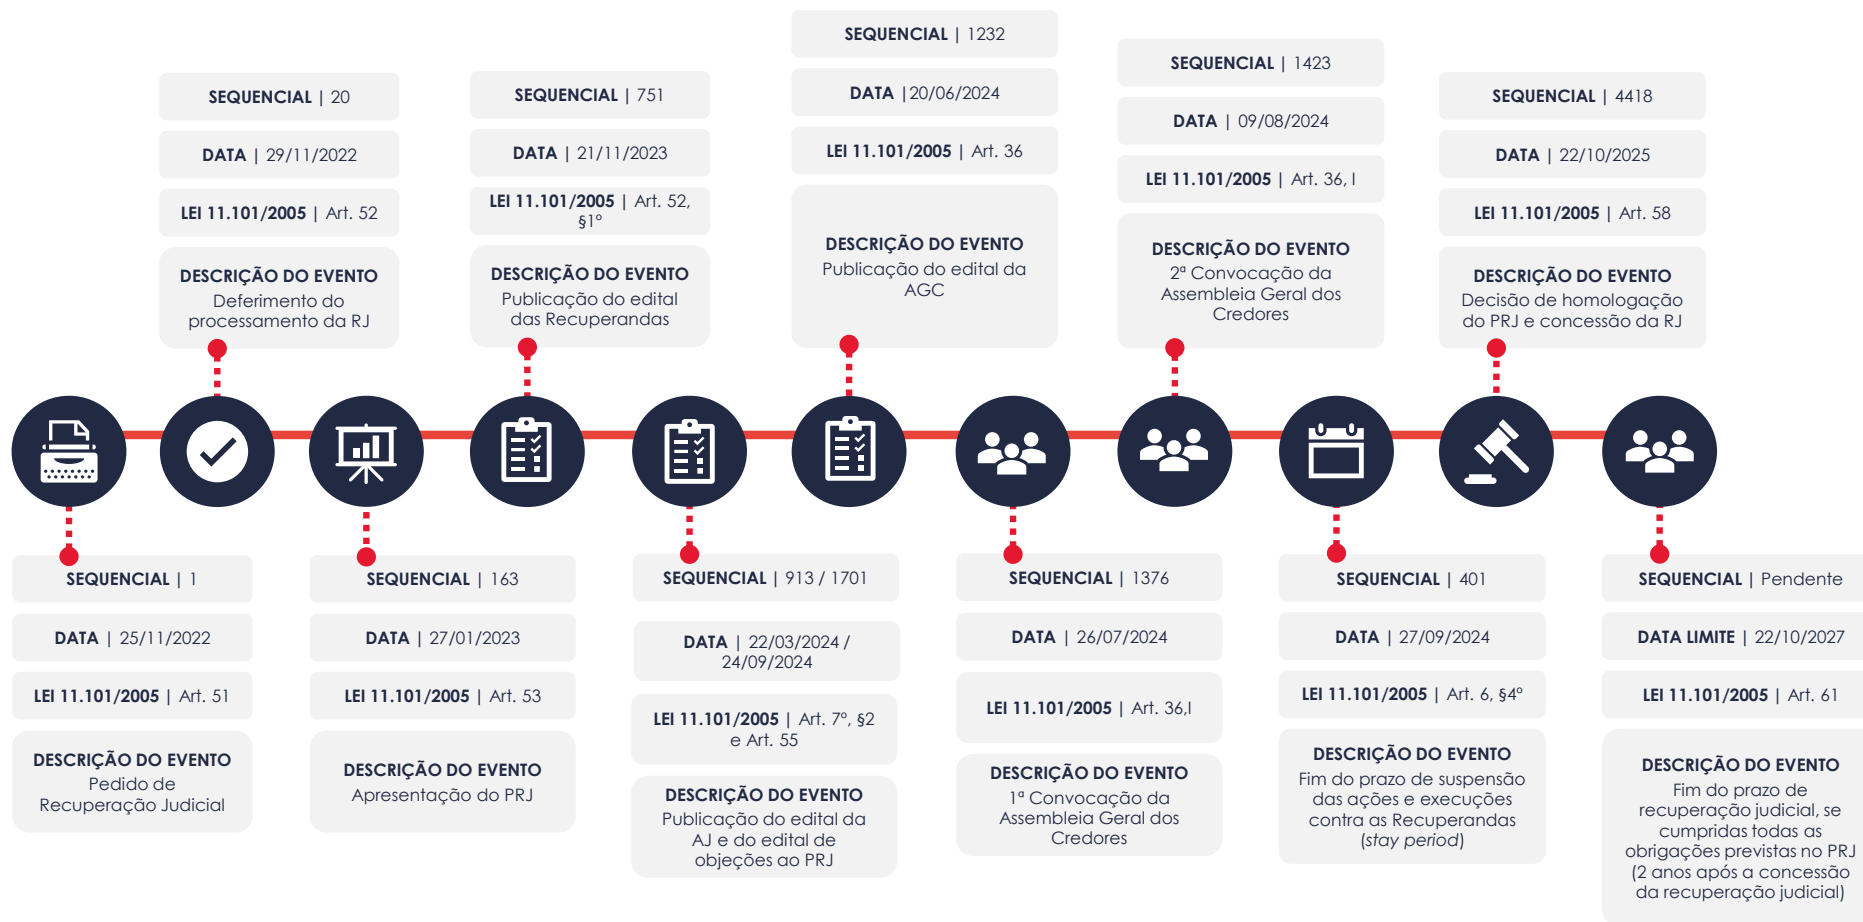 SEQUENCIAL | 1
DATA | 25/11/2022
LEI 11.101/2005 | Art. 51
DESCRIÇÃO DO EVENTO
Pedido de
Recuperação Judicial
SEQUENCIAL | 20
DATA | 29/11/2022
LEI 11.101/2005 | Art. 52
DESCRIÇÃO DO EVENTO
Deferimento do
processamento da RJ
SEQUENCIAL | 163
DATA | 27/01/2023
LEI 11.101/2005 | Art. 53
DESCRIÇÃO DO EVENTO
Apresentação do PRJ
SEQUENCIAL | 751
DATA | 21/11/2023
LEI 11.101/2005 | Art. 52,
§1º
DESCRIÇÃO DO EVENTO
Publicação do edital
das Recuperandas
SEQUENCIAL | 913 / 1701
DATA | 22/03/2024 /
24/09/2024
LEI 11.101/2005 | Art. 7º, §2
e Art. 55
DESCRIÇÃO DO EVENTO
Publicação do edital da
AJ e do edital de
objeções ao PRJ
SEQUENCIAL | 1232
DATA |20/06/2024
LEI 11.101/2005 | Art. 36
DESCRIÇÃO DO EVENTO
Publicação do edital da
AGC
SEQUENCIAL | 1376
DATA | 26/07/2024
LEI 11.101/2005 | Art. 36,I
DESCRIÇÃO DO EVENTO
1ª Convocação da
Assembleia Geral dos
Credores
SEQUENCIAL | 1423
DATA | 09/08/2024
LEI 11.101/2005 | Art. 36, I
DESCRIÇÃO DO EVENTO
2ª Convocação da
Assembleia Geral dos
Credores
SEQUENCIAL | 401
DATA | 27/09/2024
LEI 11.101/2005 | Art. 6, §4º
DESCRIÇÃO DO EVENTO
Fim do prazo de suspensão
das ações e execuções
contra as Recuperandas
(stay period)
SEQUENCIAL | 4418
DATA | 22/10/2025
LEI 11.101/2005 | Art. 58
DESCRIÇÃO DO EVENTO
Decisão de homologação
do PRJ e concessão da RJ
SEQUENCIAL | Pendente
DATA LIMITE | 22/10/2027
LEI 11.101/2005 | Art. 61
DESCRIÇÃO DO EVENTO
Fim do prazo de
recuperação judicial, se
cumpridas todas as
obrigações previstas no PRJ
(2 anos após a concessão
da recuperação judicial)